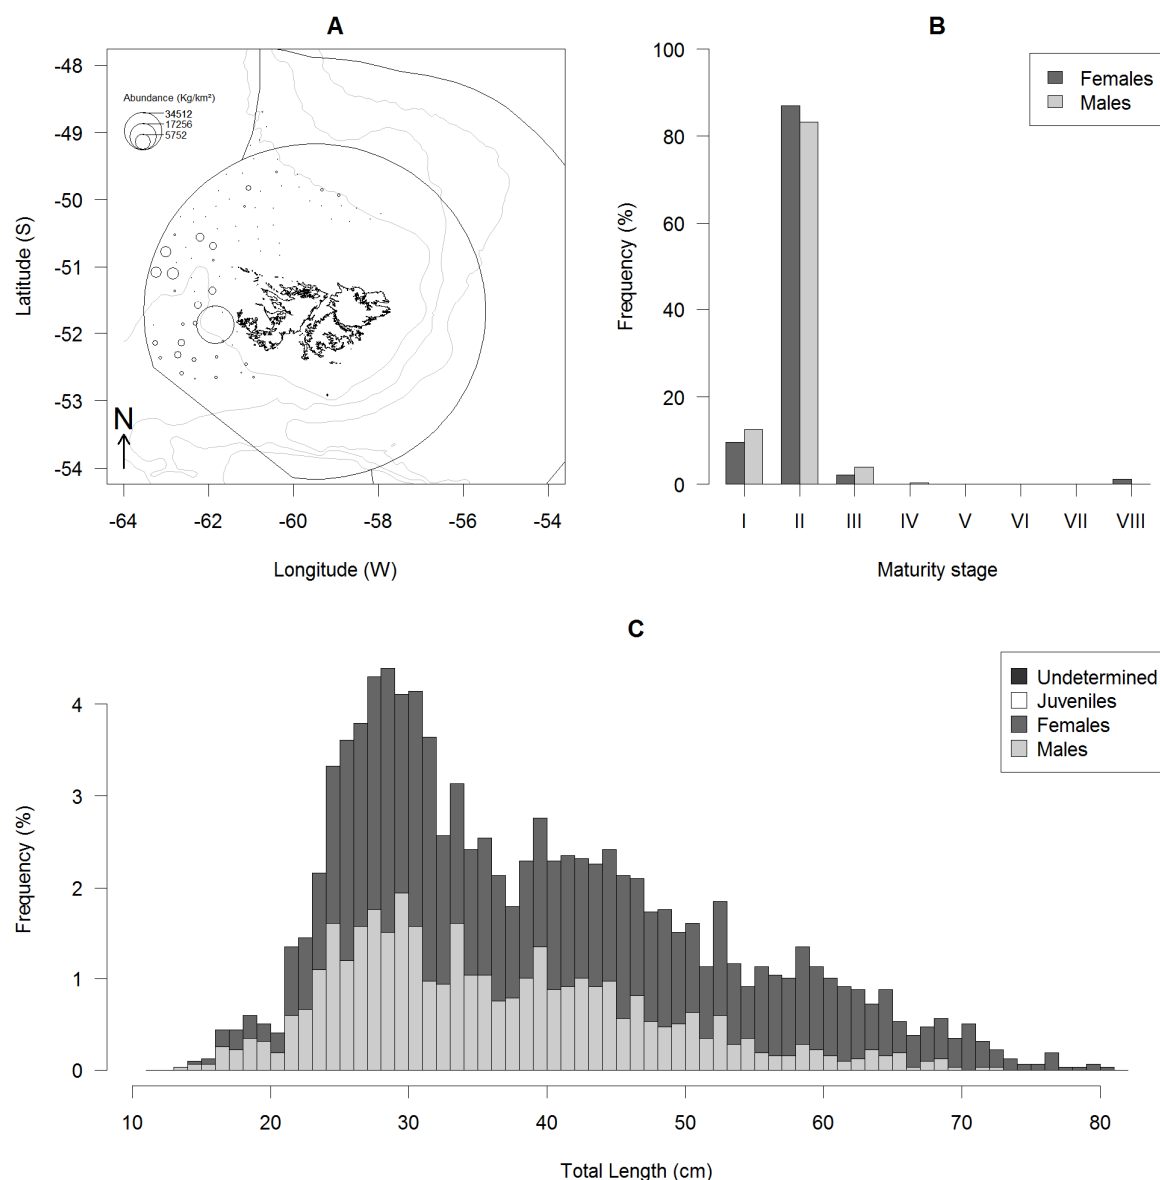 A
-48
-49
-50
-51
-52
-53
-54
Latitude (S)
Abundance (Kg/km²)
34512
17256
5752
N
-64
-62
-60
-58
-56
-54
Longitude (W)
B
100
80
60
40
20
0
Frequency (%)
Females
Males
I
II
III
IV
V
VI
VII
VIII
Maturity stage
C
4
3
2
1
0
Frequency (%)
Undetermined
Juveniles
Females
Males
10
20
30
40
50
60
70
80
Total Length (cm)